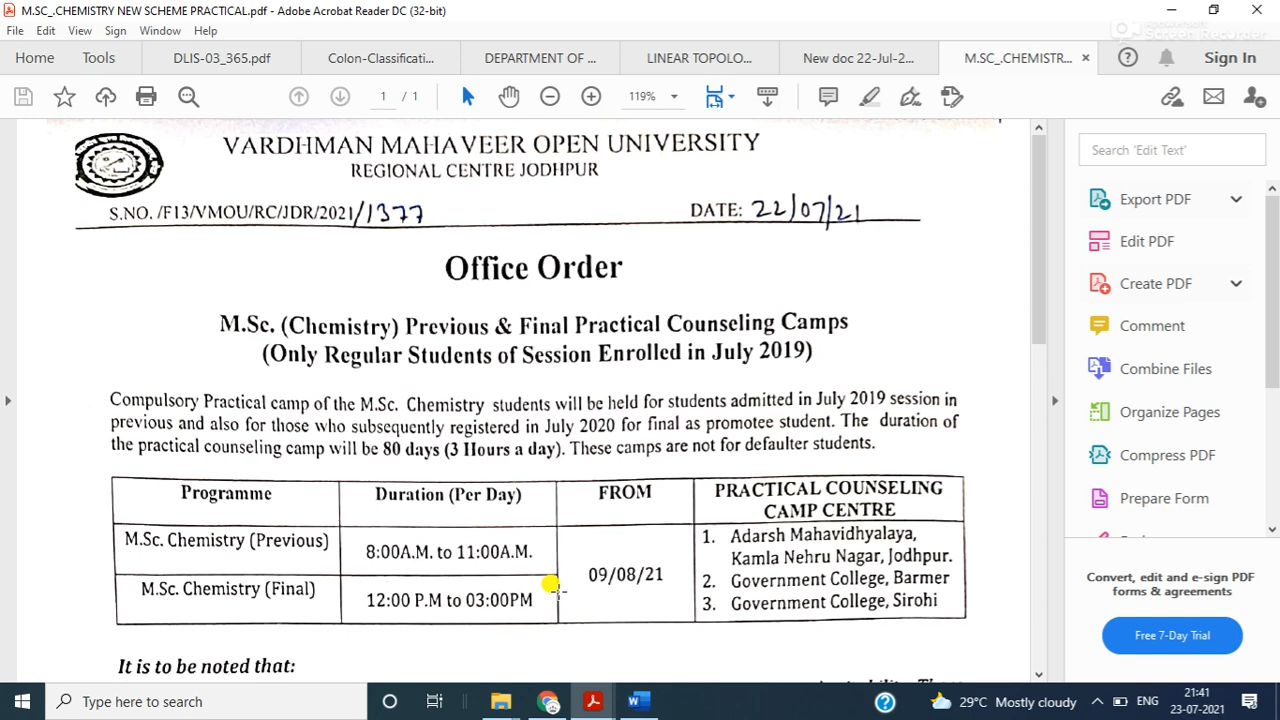 M.SC_.CHEMISTRY NEW SCHEME PRACTICAL.pdf - Adobe Acrobat Reader DC (32-bit)
File Edit View Sign Window Help
Screen Recorder
Home Tools DLIS-03_365.pdf Colon-Classificati... DEPARTMENT OF ... LINEAR TOPOLO... New doc 22-Jul-2... M.SC_.CHEMISTR... Sign In
1 / 1 119%
VARDHMAN MAHAVEER OPEN UNIVERSITY
REGIONAL CENTRE JODHPUR
S.NO. /F13/VMOU/RC/JDR/2021/1377 DATE: 22/07/21
Office Order
M.Sc. (Chemistry) Previous & Final Practical Counseling Camps
(Only Regular Students of Session Enrolled in July 2019)
Compulsory Practical camp of the M.Sc. Chemistry students will be held for students admitted in July 2019 session in
previous and also for those who subsequently registered in July 2020 for final as promotee student. The duration of
the practical counseling camp will be 80 days (3 Hours a day). These camps are not for defaulter students.
Programme Duration (Per Day) FROM PRACTICAL COUNSELING
CAMP CENTRE
M.Sc. Chemistry (Previous) 8:00A.M. to 11:00A.M. 09/08/21 1. Adarsh Mahavidhyalaya,
Kamla Nehru Nagar, Jodhpur.
M.Sc. Chemistry (Final) 12:00 P.M to 03:00PM 2. Government College, Barmer
3. Government College, Sirohi
It is to be noted that:
Search 'Edit Text'
Export PDF
Edit PDF
Create PDF
Comment
Combine Files
Organize Pages
Compress PDF
Prepare Form
Convert, edit and e-sign PDF
forms & agreements
Free 7-Day Trial
Type here to search
29°C Mostly cloudy ENG 21:41
23-07-2021